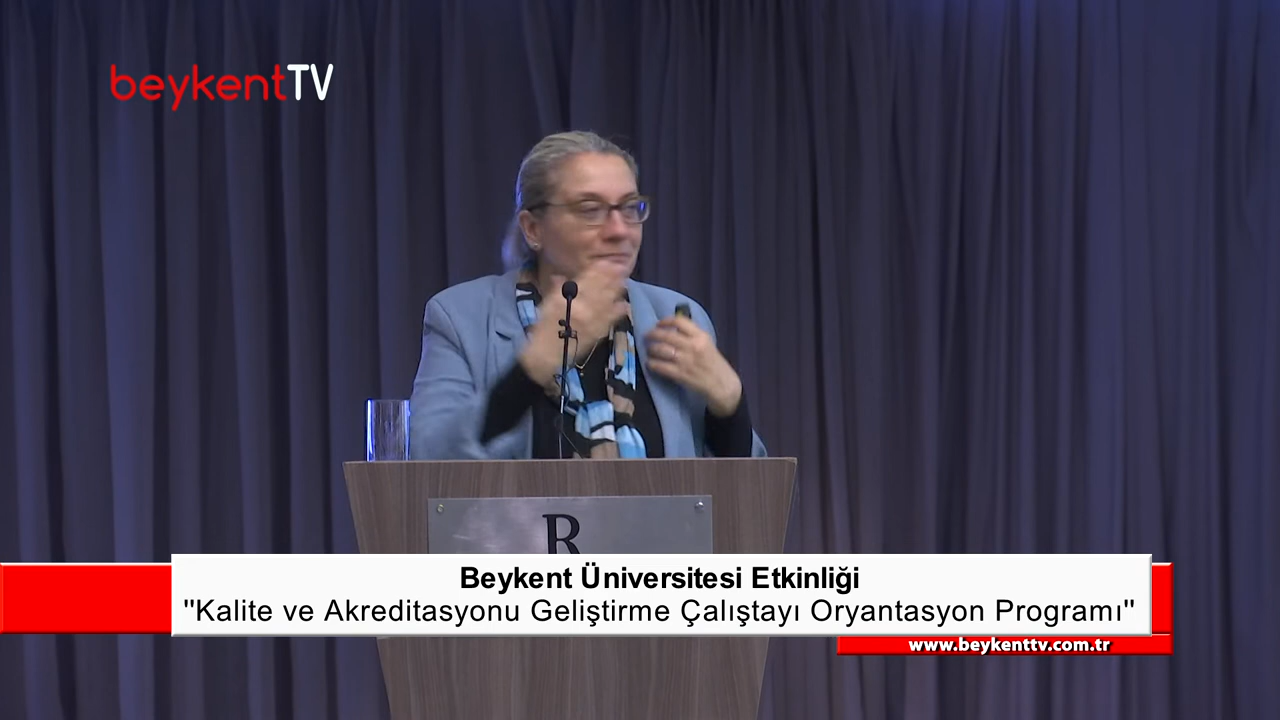 beykentTV
R
Beykent Üniversitesi Etkinliği
"Kalite ve Akreditasyonu Geliştirme Çalıştayı Oryantasyon Programı"
www.beykenttv.com.tr